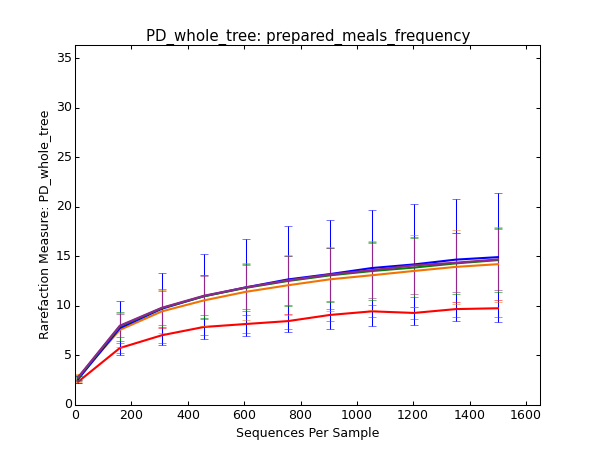 PD_whole_tree: prepared_meals_frequency
35
30
25
20
15
10
5
0
Rarefaction Measure: PD_whole_tree
0 200 400 600 800 1000 1200 1400 1600
Sequences Per Sample